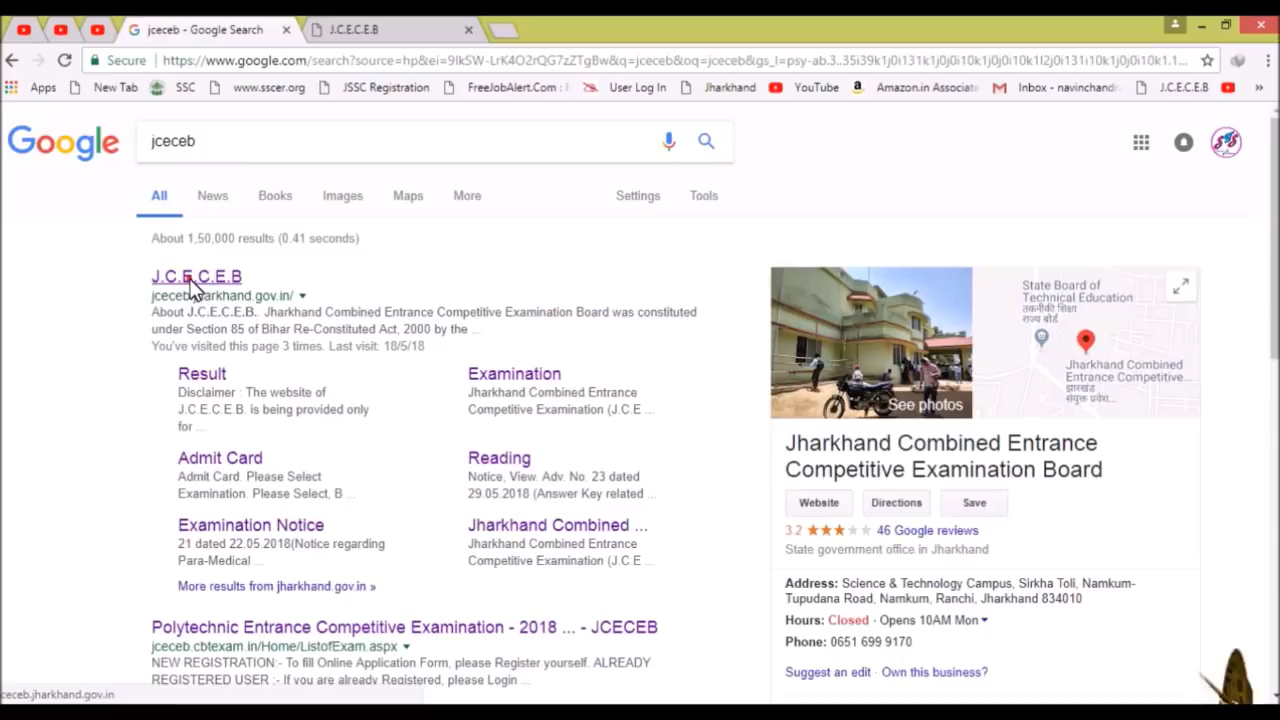 jceceb - Google Search
J.C.E.C.E.B
Secure
https://www.google.com/search?source=hp&ei=9IkSW-LrK4O2rQG7zZTgBw&q=jceceb&oq=jceceb&gs_l=psy-ab.3..35i39k1j0i131k1j0j0i10k1j0j0i10k1l2j0i131i10k1j0i10k1.1...
Apps
New Tab
SSC
www.sscer.org
JSSC Registration
FreeJobAlert.Com :
User Log In
Jharkhand
YouTube
Amazon.in Associate
Inbox - navinchandr
J.C.E.C.E.B
»
Google
jceceb
All
News
Books
Images
Maps
More
Settings
Tools
About 1,50,000 results (0.41 seconds)
J.C.E.C.E.B
jceceb.jharkhand.gov.in/
About J.C.E.C.E.B. Jharkhand Combined Entrance Competitive Examination Board was constituted
under Section 85 of Bihar Re-Constituted Act, 2000 by the ...
You've visited this page 3 times. Last visit: 18/5/18
Result
Disclaimer : The website of
J.C.E.C.E.B. is being provided only
for ...
Examination
Jharkhand Combined Entrance
Competitive Examination (J.C.E ...
Admit Card
Admit Card. Please Select
Examination. Please Select, B ...
Reading
Notice, View. Adv. No. 23 dated
29.05.2018 (Answer Key related ...
Examination Notice
21 dated 22.05.2018(Notice regarding
Para-Medical ...
Jharkhand Combined ...
Jharkhand Combined Entrance
Competitive Examination (J.C.E ...
More results from jharkhand.gov.in »
Polytechnic Entrance Competitive Examination - 2018 ... - JCECEB
jceceb.cbtexam.in/Home/ListofExam.aspx
NEW REGISTRATION:- To fill Online Application Form, please Register yourself. ALREADY
REGISTERED USER :- If you are already Registered, please Login ...
ceceb.jharkhand.gov.in
See photos
State Board of
Technical Education
तकनीकी शिक्षा
राज्य बोर्ड
Jharkhand Combined
Entrance Competitive...
झारखंड
संयुक्त प्रवेश...
Jharkhand Combined Entrance
Competitive Examination Board
Website
Directions
Save
3.2
46 Google reviews
State government office in Jharkhand
Address: Science & Technology Campus, Sirkha Toli, Namkum-
Tupudana Road, Namkum, Ranchi, Jharkhand 834010
Hours: Closed · Opens 10AM Mon
Phone: 0651 699 9170
Suggest an edit · Own this business?